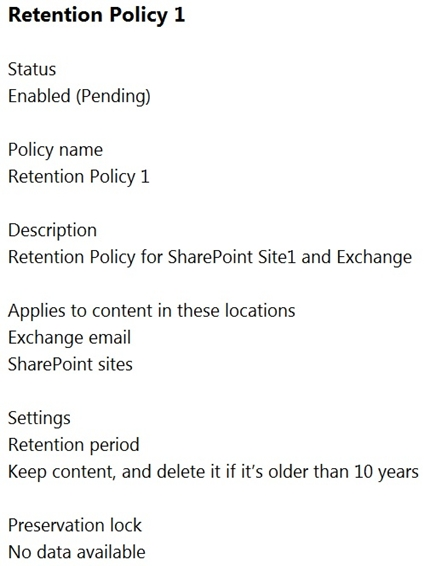 Retention Policy 1
Status
Enabled (Pending)
Policy name
Retention Policy 1
Description
Retention Policy for SharePoint Site1 and Exchange
Applies to content in these locations
Exchange email
SharePoint sites
Settings
Retention period
Keep content, and delete it if it's older than 10 years
Preservation lock
No data available